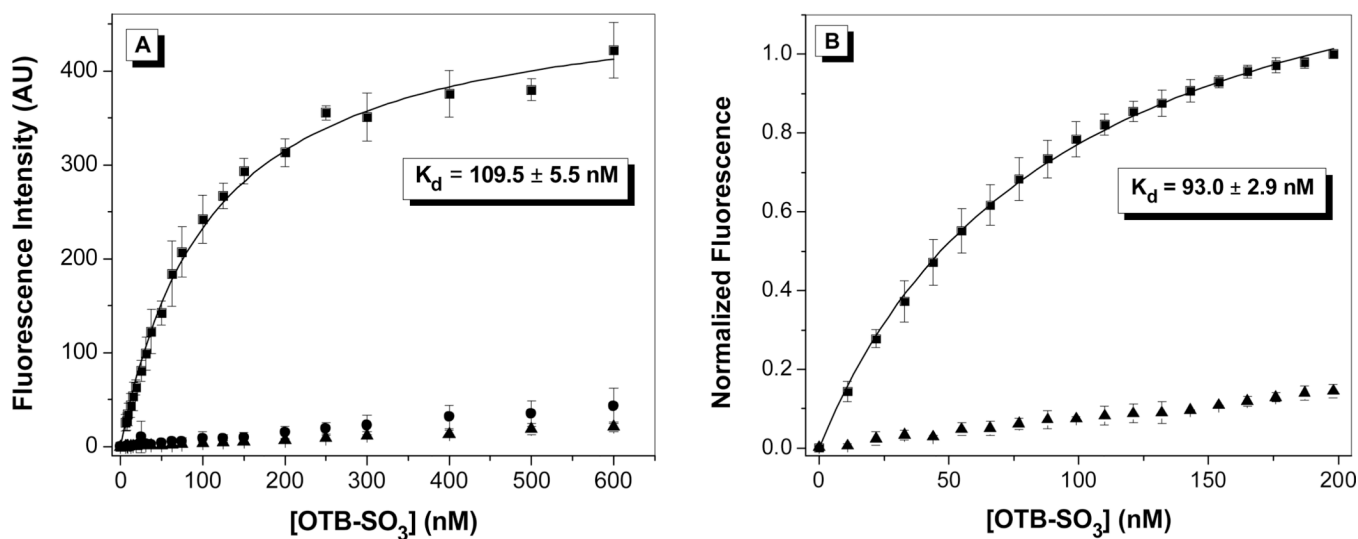 A
Fluorescence Intensity (AU)
400
300
200
100
0
K_d = 109.5 ± 5.5 nM
0 100 200 300 400 500 600
[OTB-SO₃] (nM)
B
Normalized Fluorescence
1.0
0.8
0.6
0.4
0.2
0.0
K_d = 93.0 ± 2.9 nM
0 50 100 150 200
[OTB-SO₃] (nM)